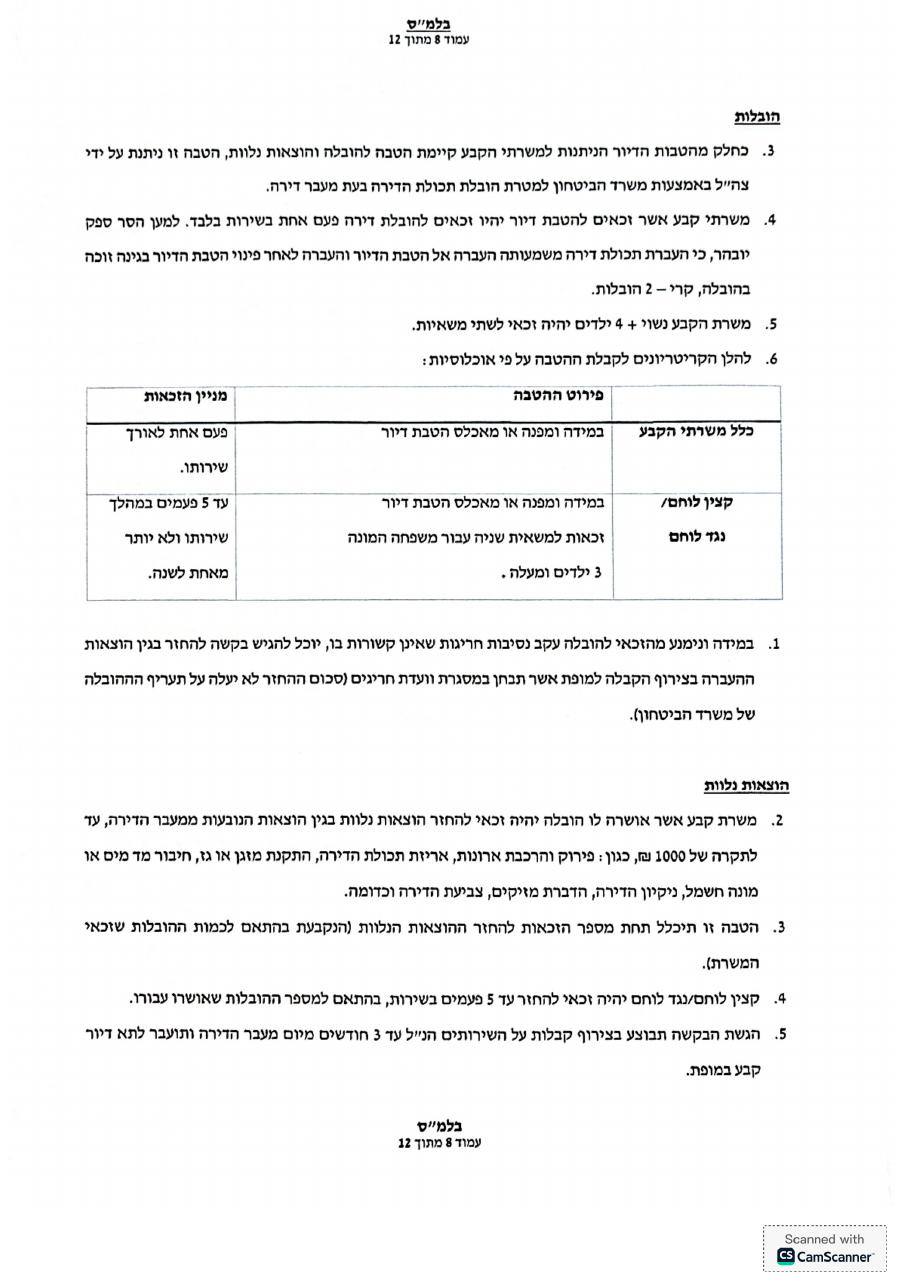 בלמ״ס
עמוד 8 מתוך 12
הובלות
3. כחלק מהטבות הדיור הניתנות למשרתי הקבע קיימת הטבה להובלה והוצאות נלוות, הטבה זו ניתנת על ידי
צה״ל באמצעות משרד הביטחון למטרת הובלת תכולת הדירה בעת מעבר דירה.
4. משרתי קבע אשר זכאים להטבת דיור יהיו זכאים להובלת דירה פעם אחת בשירות בלבד. למען הסר ספק
יובהר, כי העברת תכולת דירה משמעותה העברה אל הטבת הדיור והעברה לאחר פינוי הטבת הדיור בגינה זוכה
בהובלה, קרי – 2 הובלות.
5. משרת הקבע נשוי + 4 ילדים יהיה זכאי לשתי משאיות.
6. להלן הקריטריונים לקבלת ההטבה על פי אוכלוסיות:
פירוט ההטבה מניין הזכאות
כלל משרתי הקבע במידה ומפנה או מאכלס הטבת דיור פעם אחת לאורך
שירותו.
קצין לוחם/ במידה ומפנה או מאכלס הטבת דיור עד 5 פעמים במהלך
נגד לוחם זכאות למשאית שניה עבור משפחה המונה שירותו ולא יותר
3 ילדים ומעלה. מאחת לשנה.
1. במידה ונימנע מהזכאי להובלה עקב נסיבות חריגות שאינן קשורות בו, יוכל להגיש בקשה להחזר בגין הוצאות
ההעברה בצירוף הקבלה למופת אשר תבחן במסגרת וועדת חריגים (סכום ההחזר לא יעלה על תעריף הההובלה
של משרד הביטחון).
הוצאות נלוות
2. משרת קבע אשר אושרה לו הובלה יהיה זכאי להחזר הוצאות נלוות בגין הוצאות הנובעות ממעבר הדירה, עד
לתקרה של 1000 ₪, כגון: פירוק והרכבת ארונות, אריזת תכולת הדירה, התקנת מזגן או גז, חיבור מד מים או
מונה חשמל, ניקיון הדירה, הדברת מזיקים, צביעת הדירה וכדומה.
3. הטבה זו תיכלל תחת מספר הזכאות להחזר ההוצאות הנלוות (הנקבעת בהתאם לכמות ההובלות שזכאי
המשרת).
4. קצין לוחם/נגד לוחם יהיה זכאי להחזר עד 5 פעמים בשירות, בהתאם למספר ההובלות שאושרו עבורו.
5. הגשת הבקשה תבוצע בצירוף קבלות על השירותים הנ״ל עד 3 חודשים מיום מעבר הדירה ותועבר לתא דיור
קבע במופת.
בלמ״ס
עמוד 8 מתוך 12
Scanned with
CS CamScanner